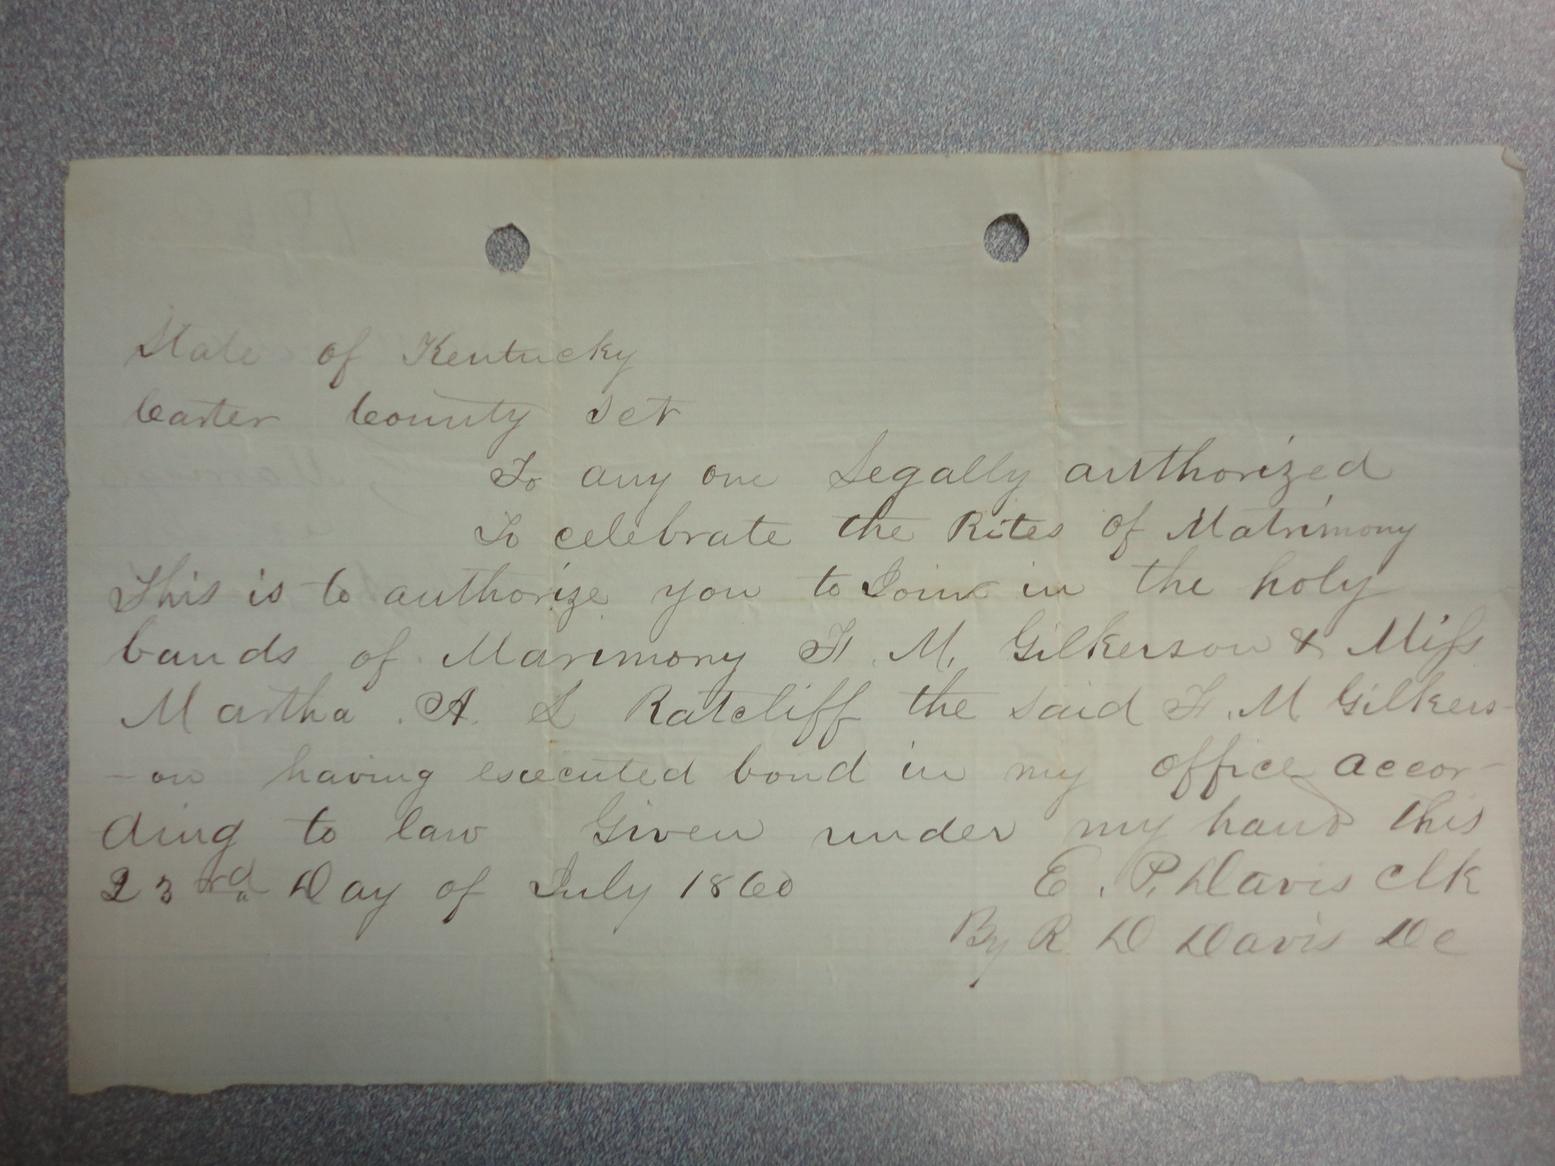 State of Kentucky
Carter County Sct
To any one Legally authorized
To celebrate the Rites of Matrimony
This is to authorize you to Join in the holy
bands of Marimony F. M. Gilkerson & Miſs
Martha A. L Ratcliff the said F. M Gilkers-
-on having executed bond in my office accor-
ding to law Given under my hand this
23rd Day of July 1860 E. P. Davis clk
By R D Davis Dc